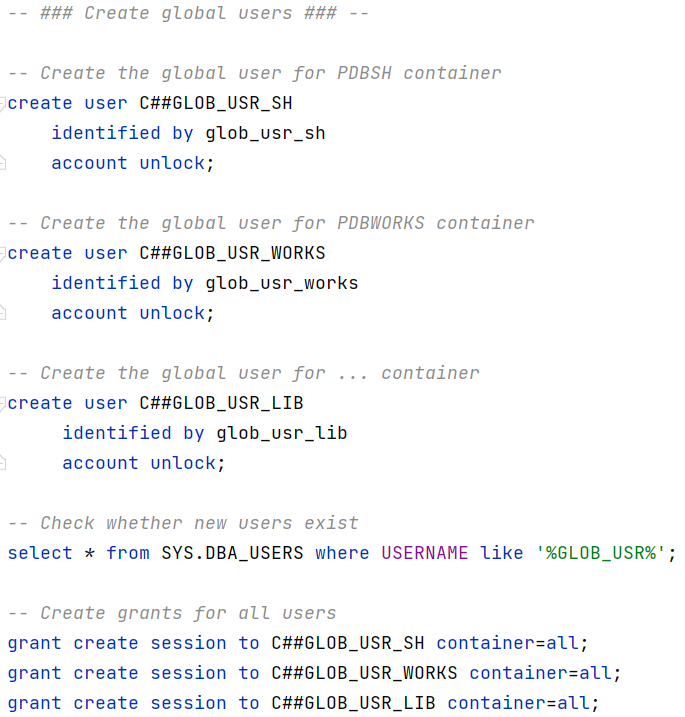 -- ### Create global users ### --
-- Create the global user for PDBSH container
create user C##GLOB_USR_SH
identified by glob_usr_sh
account unlock;
-- Create the global user for PDBWORKS container
create user C##GLOB_USR_WORKS
identified by glob_usr_works
account unlock;
-- Create the global user for ... container
create user C##GLOB_USR_LIB
identified by glob_usr_lib
account unlock;
-- Check whether new users exist
select * from SYS.DBA_USERS where USERNAME like '%GLOB_USR%';
-- Create grants for all users
grant create session to C##GLOB_USR_SH container=all;
grant create session to C##GLOB_USR_WORKS container=all;
grant create session to C##GLOB_USR_LIB container=all;